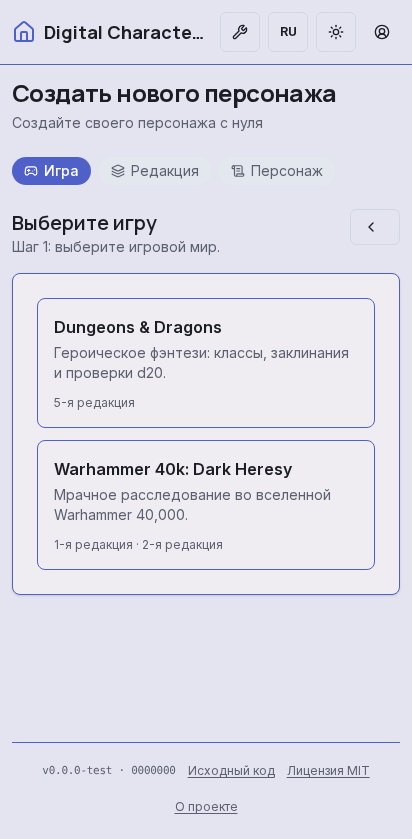 Digital Characte…
RU
Создать нового персонажа
Создайте своего персонажа с нуля
Игра
Редакция
Персонаж
Выберите игру
Шаг 1: выберите игровой мир.
Dungeons & Dragons
Героическое фэнтези: классы, заклинания
и проверки d20.
5-я редакция
Warhammer 40k: Dark Heresy
Мрачное расследование во вселенной
Warhammer 40,000.
1-я редакция · 2-я редакция
v0.0.0-test · 0000000 Исходный код Лицензия MIT
О проекте